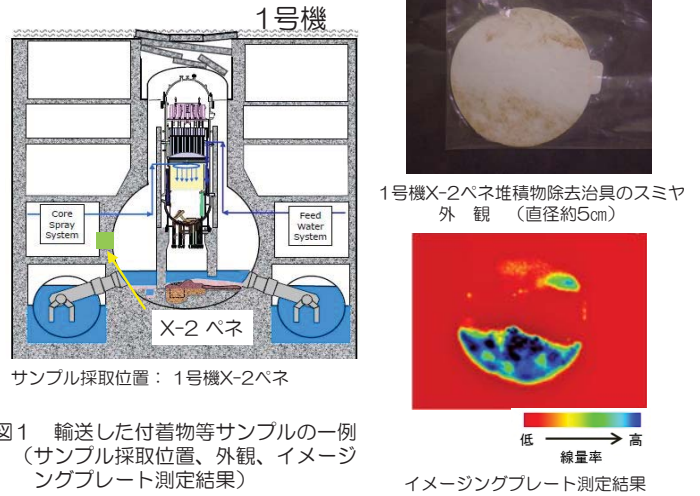 1号機
Core
Spray
System
Feed
Water
System
X-2 ペネ
サンプル採取位置： 1号機X-2ペネ
図1　輸送した付着物等サンプルの一例
（サンプル採取位置、外観、イメージ
ングプレート測定結果）
1号機X-2ペネ堆積物除去治具のスミヤ
外　観　（直径約5㎝）
低
高
線量率
イメージングプレート測定結果